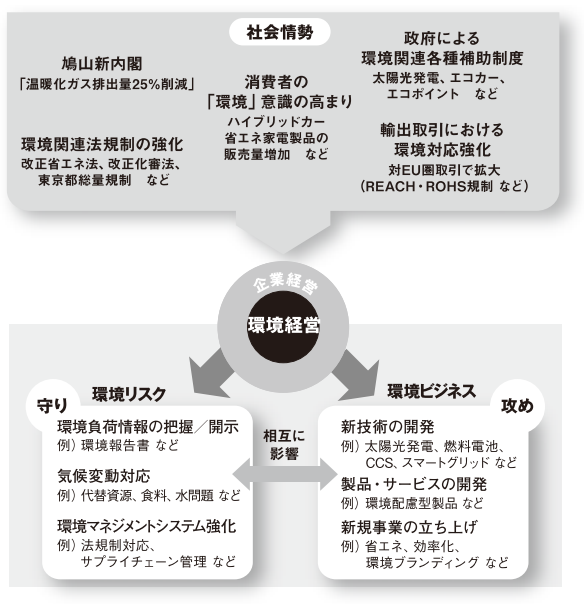 社会情勢
鳩山新内閣
「温暖化ガス排出量25%削減」
環境関連法規制の強化
改正省エネ法、改正化審法、
東京都総量規制　など
消費者の
「環境」意識の高まり
ハイブリッドカー
省エネ家電製品の
販売量増加　など
政府による
環境関連各種補助制度
太陽光発電、エコカー、
エコポイント　など
輸出取引における
環境対応強化
対EU圏取引で拡大
（REACH・ROHS規制 など）
企業経営
環境経営
守り
環境リスク
環境負荷情報の把握／開示
例）環境報告書 など
気候変動対応
例）代替資源、食料、水問題 など
環境マネジメントシステム強化
例）法規制対応、
サプライチェーン管理 など
相互に
影響
環境ビジネス
攻め
新技術の開発
例）太陽光発電、燃料電池、
CCS、スマートグリッド など
製品・サービスの開発
例）環境配慮型製品 など
新規事業の立ち上げ
例）省エネ、効率化、
環境ブランディング など